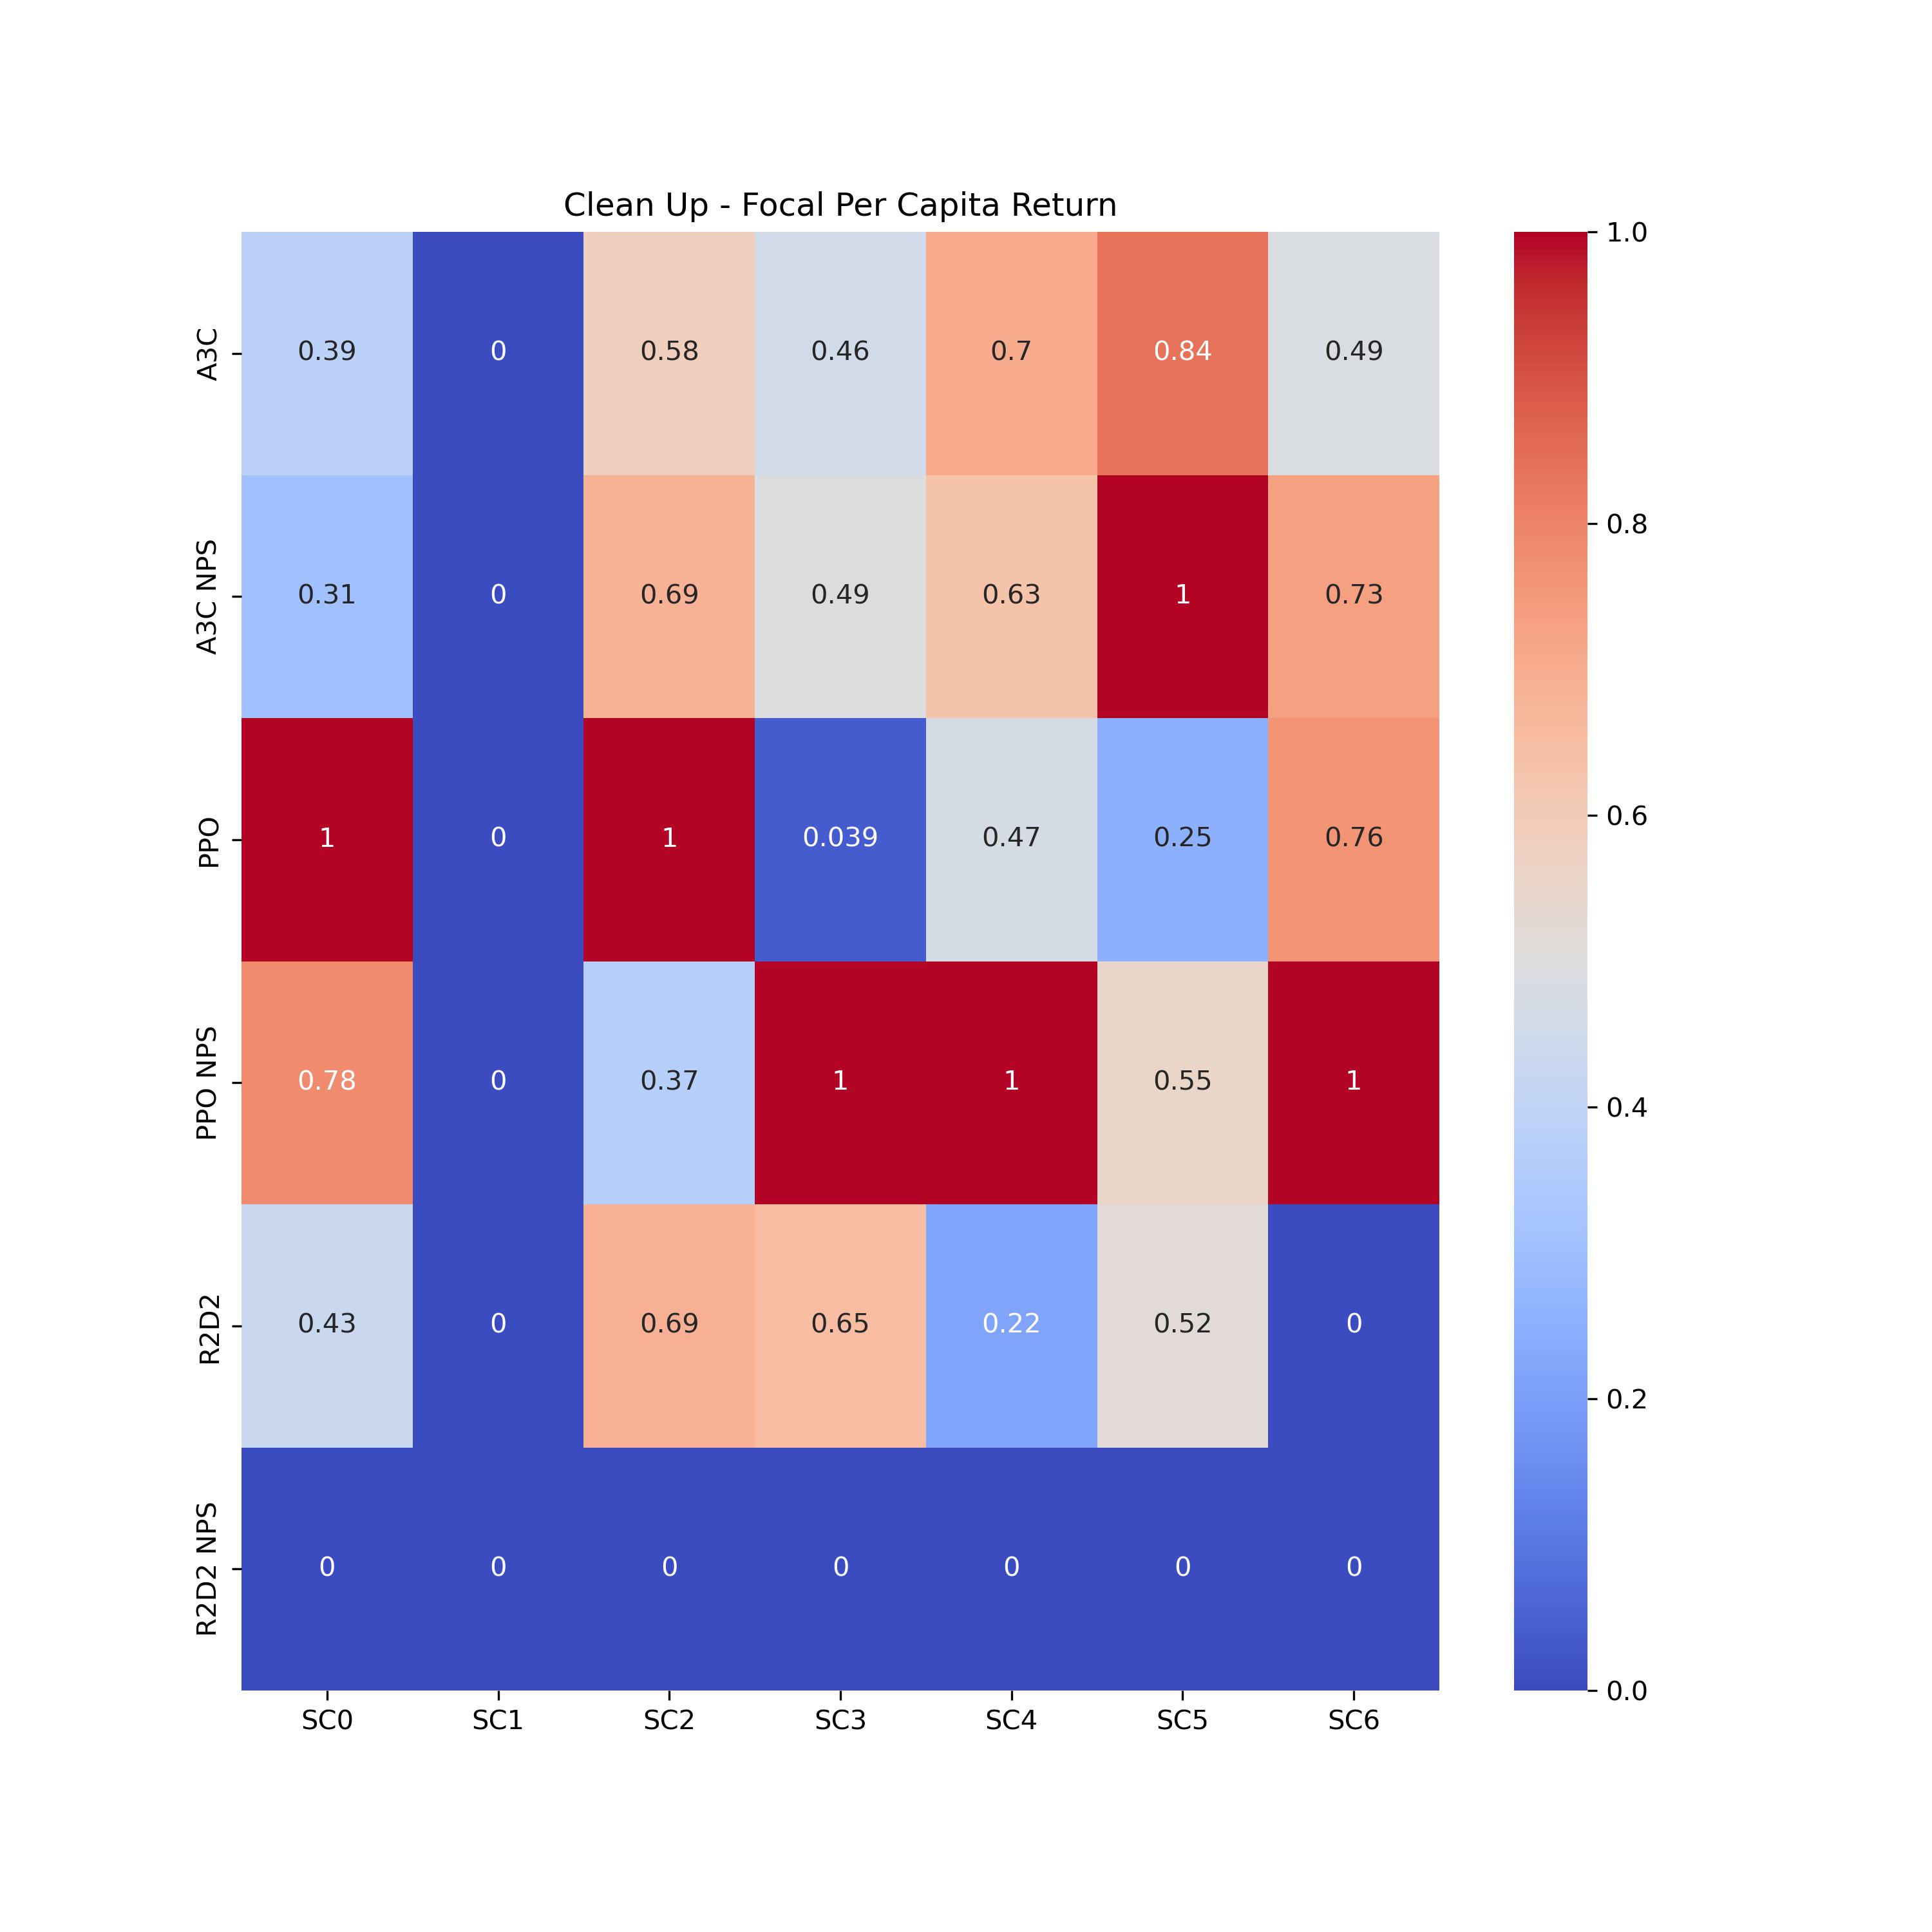 Clean Up - Focal Per Capita Return
A3C 0.39 0 0.58 0.46 0.7 0.84 0.49
A3C NPS 0.31 0 0.69 0.49 0.63 1 0.73
PPO 1 0 1 0.039 0.47 0.25 0.76
PPO NPS 0.78 0 0.37 1 1 0.55 1
R2D2 0.43 0 0.69 0.65 0.22 0.52 0
R2D2 NPS 0 0 0 0 0 0 0
SC0 SC1 SC2 SC3 SC4 SC5 SC6
1.0
0.8
0.6
0.4
0.2
0.0